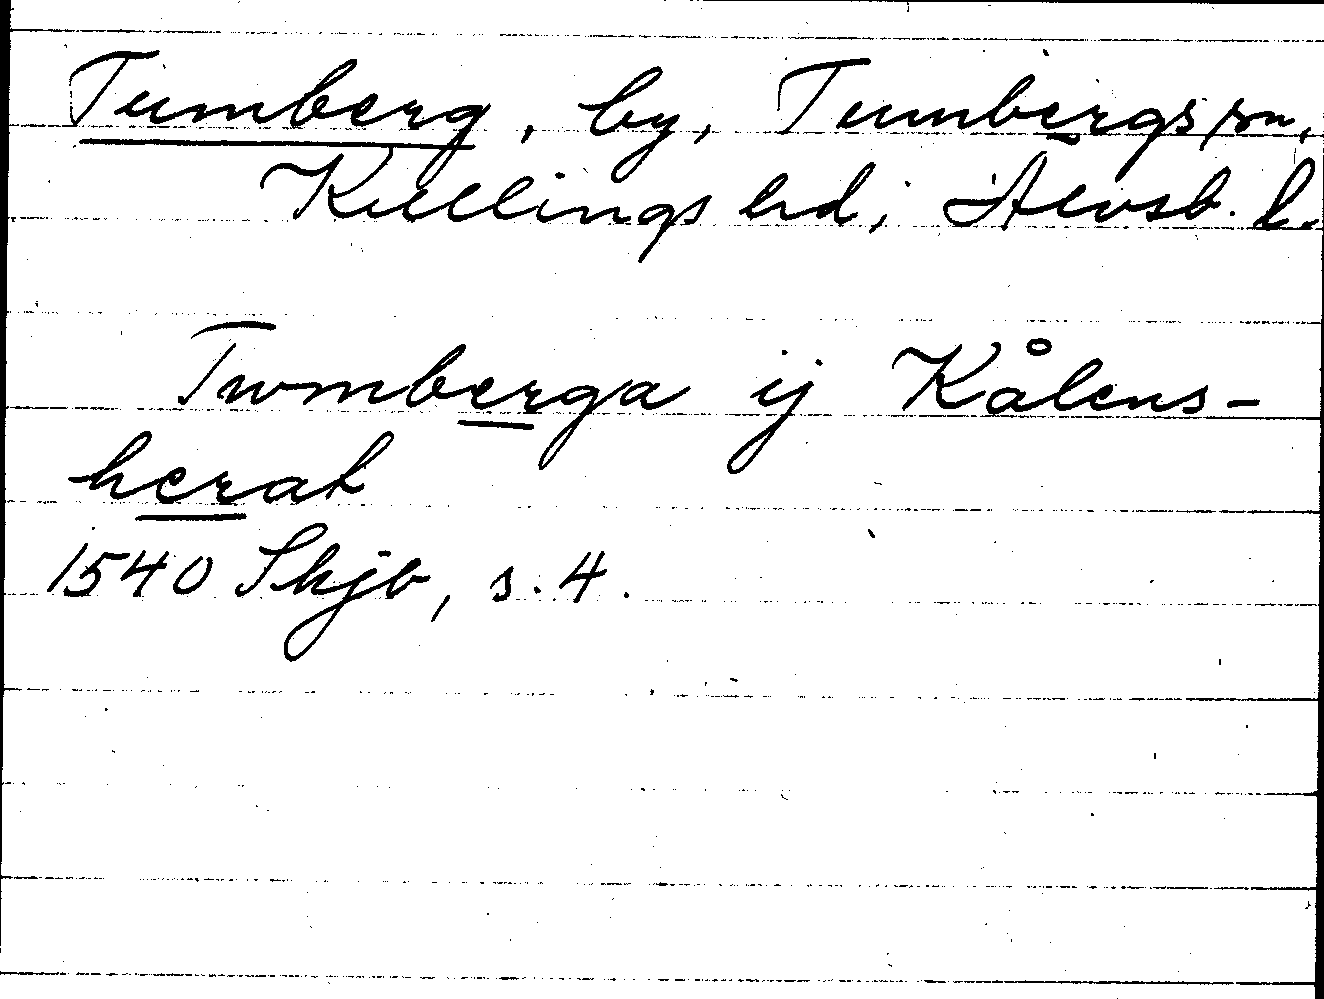 Tumberg, by, Tumbergs sn,
Kullings hd, Älvsb. l.
Twmberga ij Kålens-
herat
1540 Skjb, s. 4.